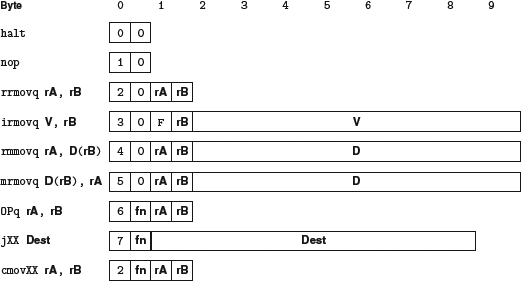 Byte 0 1 2 3 4 5 6 7 8 9
halt 0 0
nop 1 0
rrmovq rA, rB 2 0 rA rB
irmovq V, rB 3 0 F rB V
rmmovq rA, D(rB) 4 0 rA rB D
mrmovq D(rB), rA 5 0 rA rB D
OPq rA, rB 6 fn rA rB
jXX Dest 7 fn Dest
cmovXX rA, rB 2 fn rA rB